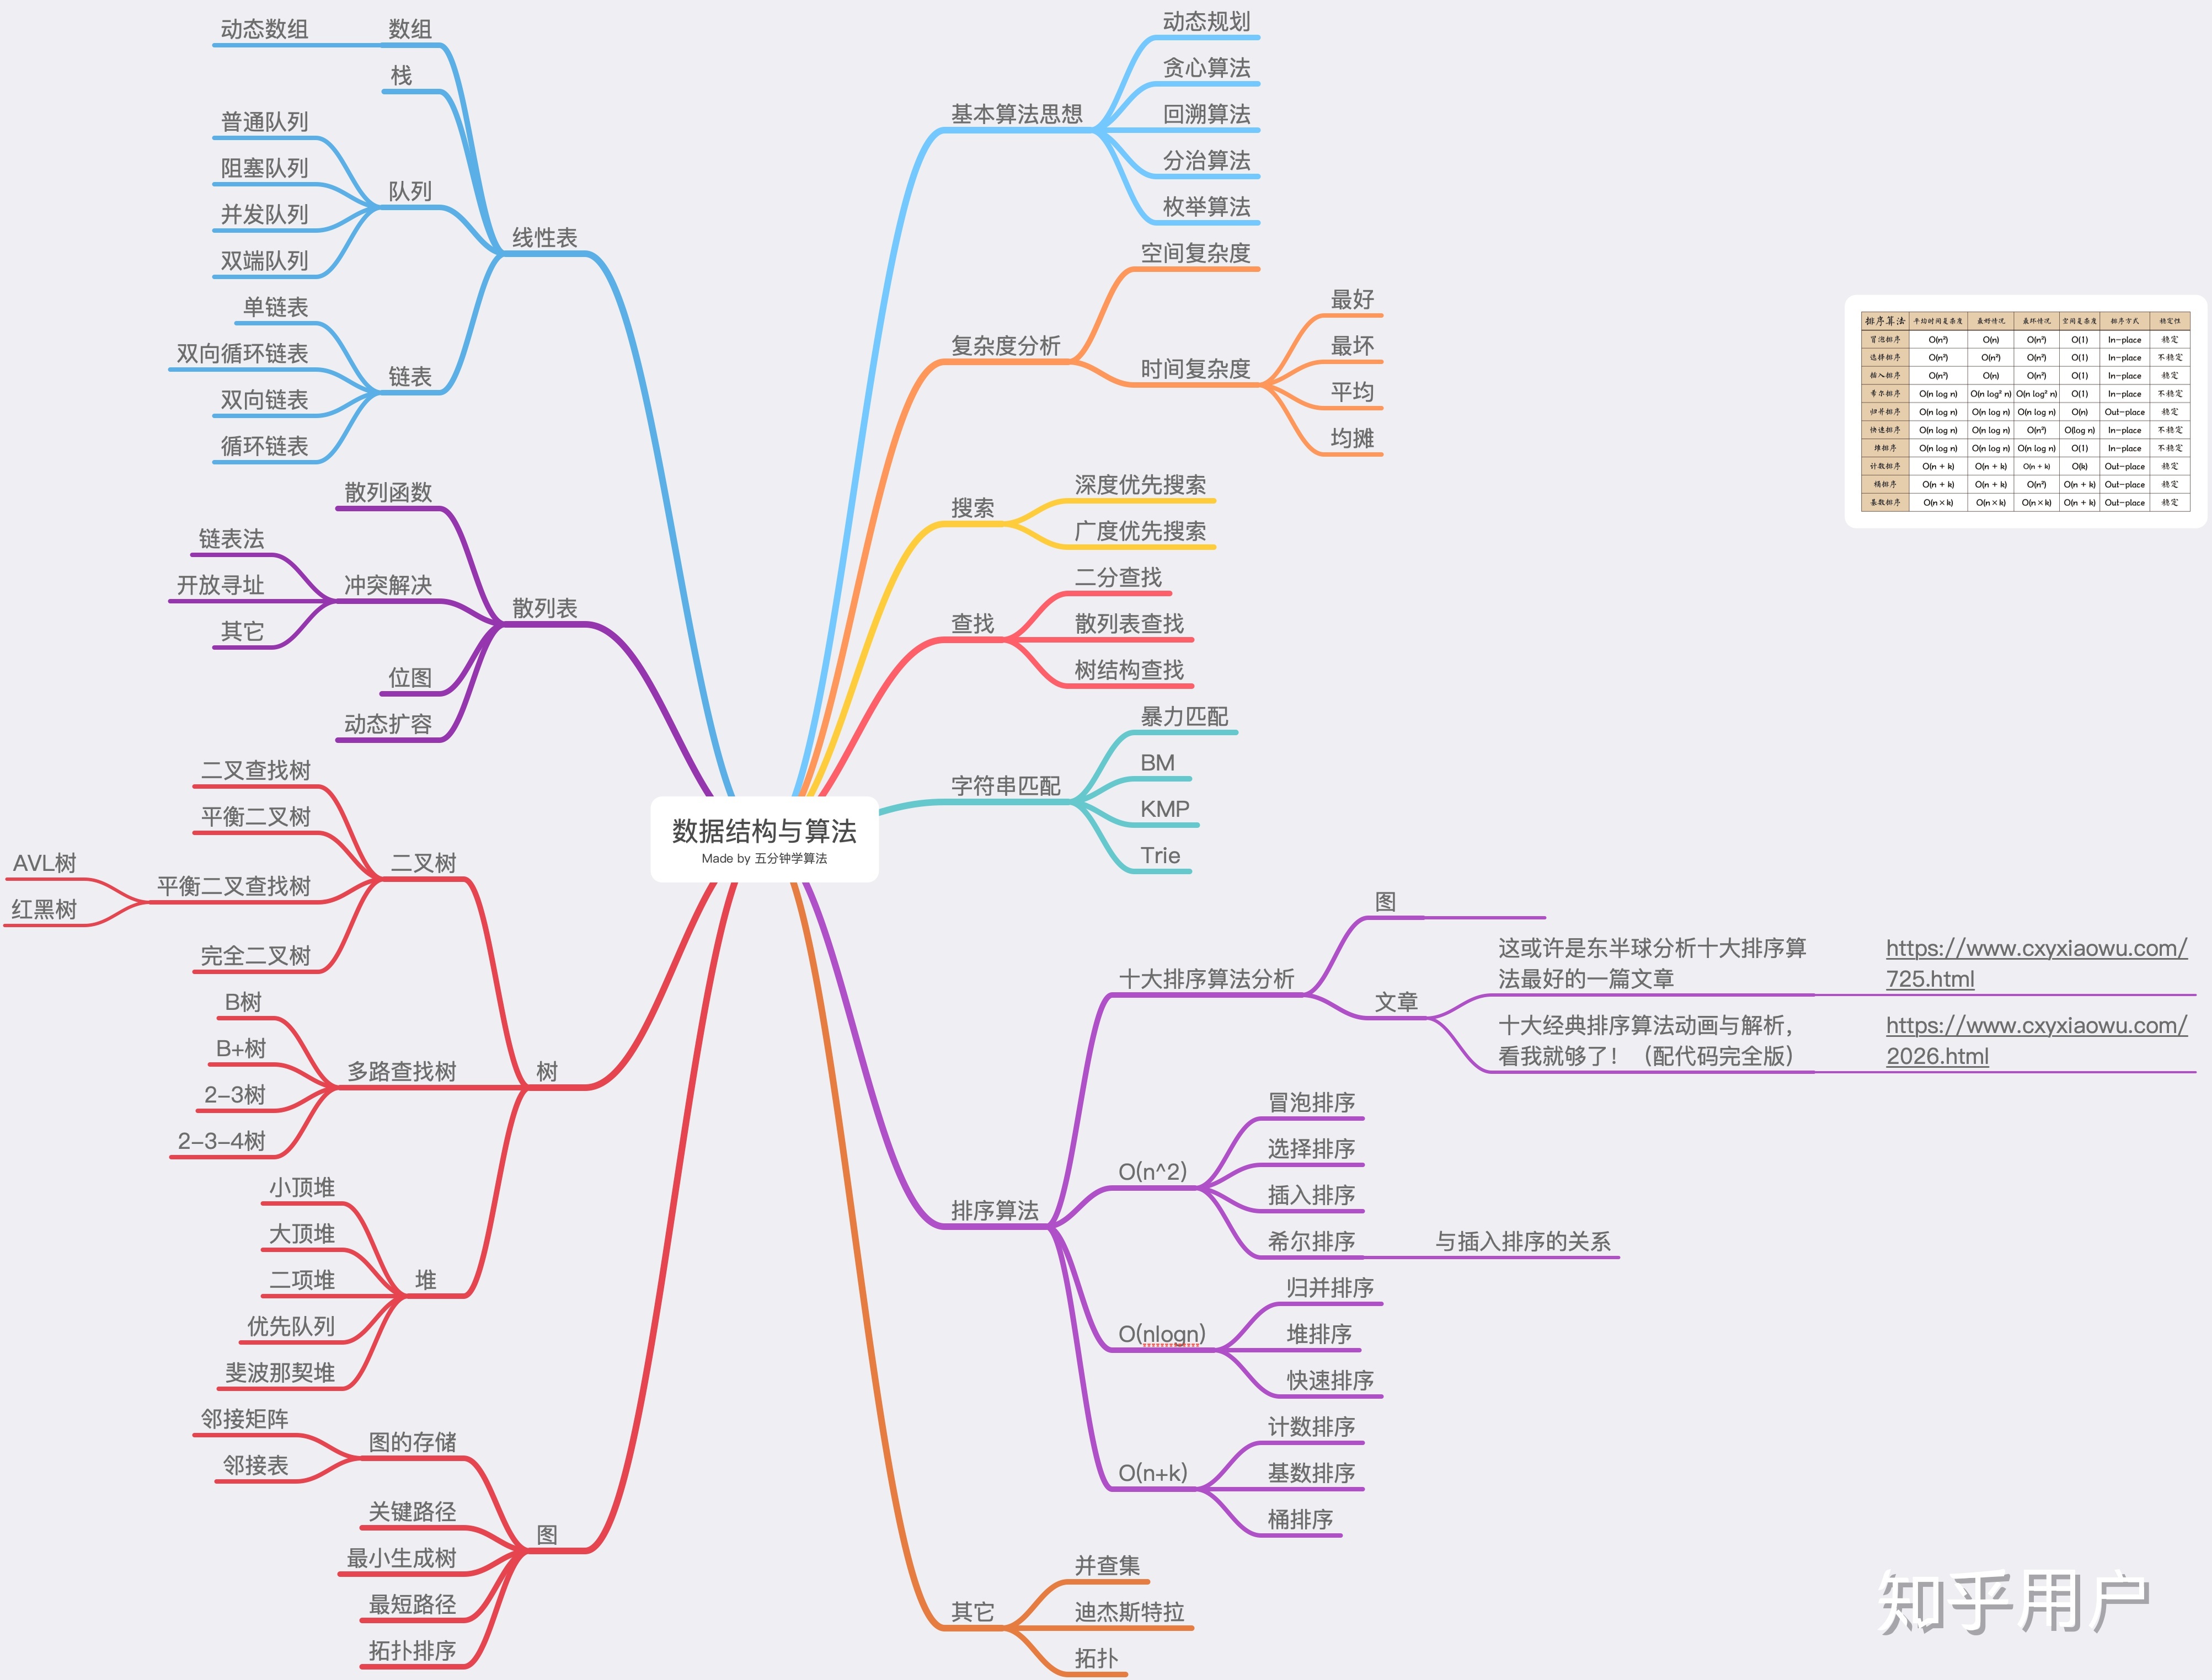 数据结构与算法
Made by 五分钟学算法
线性表
数组
动态数组
栈
队列
普通队列
阻塞队列
并发队列
双端队列
链表
单链表
双向循环链表
双向链表
循环链表
散列表
散列函数
冲突解决
链表法
开放寻址
其它
位图
动态扩容
树
二叉树
二叉查找树
平衡二叉树
平衡二叉查找树
AVL树
红黑树
完全二叉树
多路查找树
B树
B+树
2-3树
2-3-4树
堆
小顶堆
大顶堆
二项堆
优先队列
斐波那契堆
图
图的存储
邻接矩阵
邻接表
关键路径
最小生成树
最短路径
拓扑排序
基本算法思想
动态规划
贪心算法
回溯算法
分治算法
枚举算法
复杂度分析
空间复杂度
时间复杂度
最好
最坏
平均
均摊
搜索
深度优先搜索
广度优先搜索
查找
二分查找
散列表查找
树结构查找
字符串匹配
暴力匹配
BM
KMP
Trie
排序算法
十大排序算法分析
图
文章
这或许是东半球分析十大排序算
法最好的一篇文章
https://www.cxyxiaowu.com/
725.html
十大经典排序算法动画与解析，
看我就够了！（配代码完全版）
https://www.cxyxiaowu.com/
2026.html
O(n^2)
冒泡排序
选择排序
插入排序
希尔排序
与插入排序的关系
O(nlogn)
归并排序
堆排序
快速排序
O(n+k)
计数排序
基数排序
桶排序
其它
并查集
迪杰斯特拉
拓扑
排序算法 平均时间复杂度 最好情况 最坏情况 空间复杂度 排序方式 稳定性
冒泡排序 O(n²) O(n) O(n²) O(1) In-place 稳定
选择排序 O(n²) O(n²) O(n²) O(1) In-place 不稳定
插入排序 O(n²) O(n) O(n²) O(1) In-place 稳定
希尔排序 O(n log n) O(n log² n) O(n log² n) O(1) In-place 不稳定
归并排序 O(n log n) O(n log n) O(n log n) O(n) Out-place 稳定
快速排序 O(n log n) O(n log n) O(n²) O(log n) In-place 不稳定
堆排序 O(n log n) O(n log n) O(n log n) O(1) In-place 不稳定
计数排序 O(n + k) O(n + k) O(n + k) O(k) Out-place 稳定
桶排序 O(n + k) O(n + k) O(n²) O(n + k) Out-place 稳定
基数排序 O(n×k) O(n×k) O(n×k) O(n + k) Out-place 稳定
知乎用户